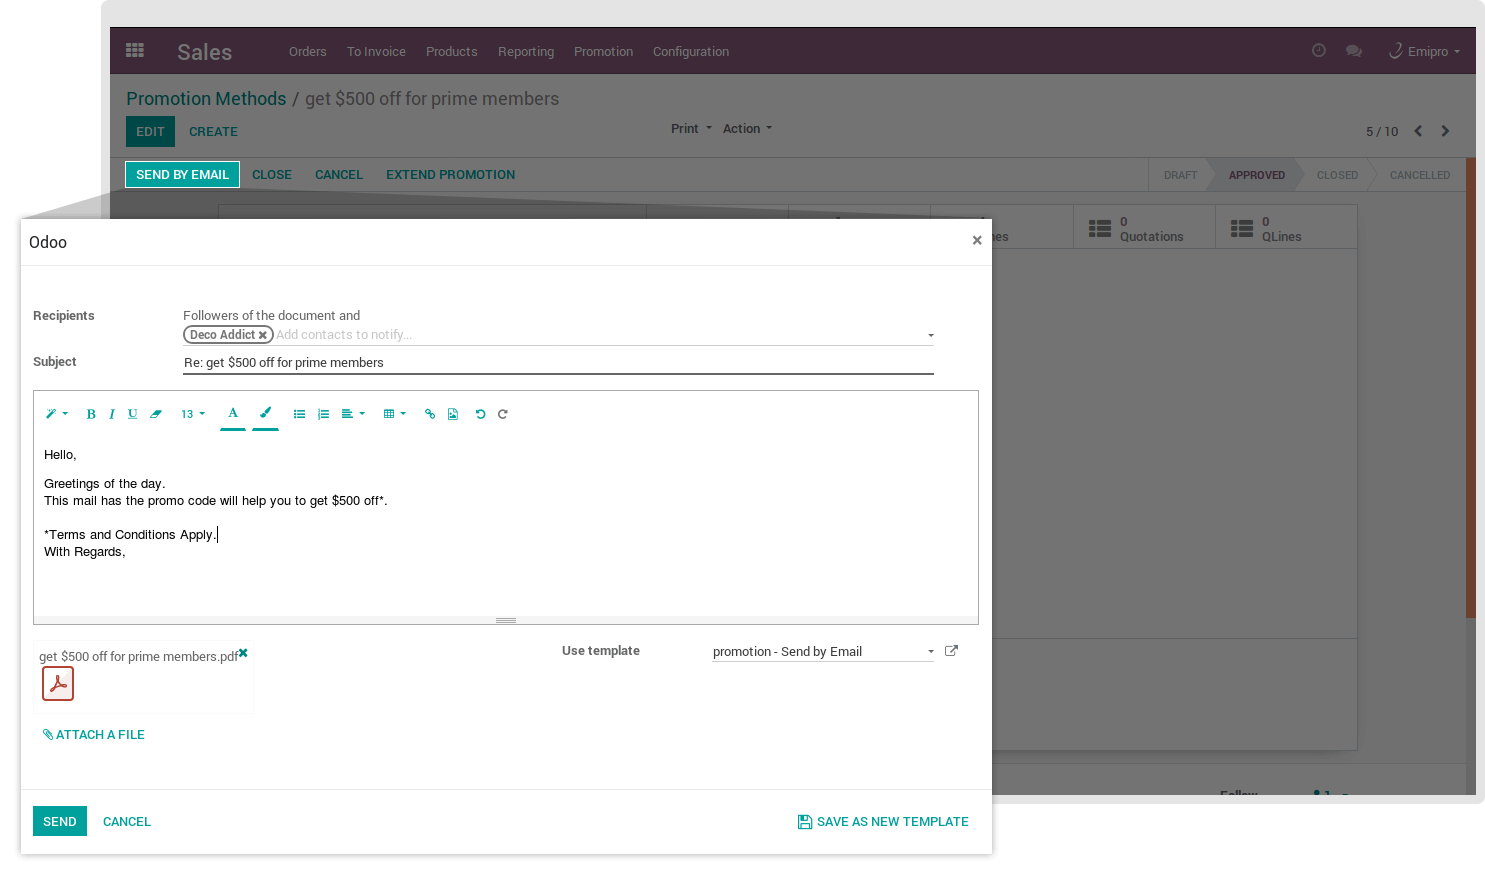 Sales Orders To Invoice Products Reporting Promotion Configuration Emipro
Promotion Methods / get $500 off for prime members
EDIT CREATE Print Action 5 / 10
SEND BY EMAIL CLOSE CANCEL EXTEND PROMOTION DRAFT APPROVED CLOSED CANCELLED
0 Quotations
0 QLines
Odoo ×
Recipients Followers of the document and
Deco Addict Add contacts to notify...
Subject Re: get $500 off for prime members
B I U 13 A
Hello,
Greetings of the day.
This mail has the promo code will help you to get $500 off*.
*Terms and Conditions Apply.
With Regards,
get $500 off for prime members.pdf
Use template promotion - Send by Email
ATTACH A FILE
SEND CANCEL SAVE AS NEW TEMPLATE